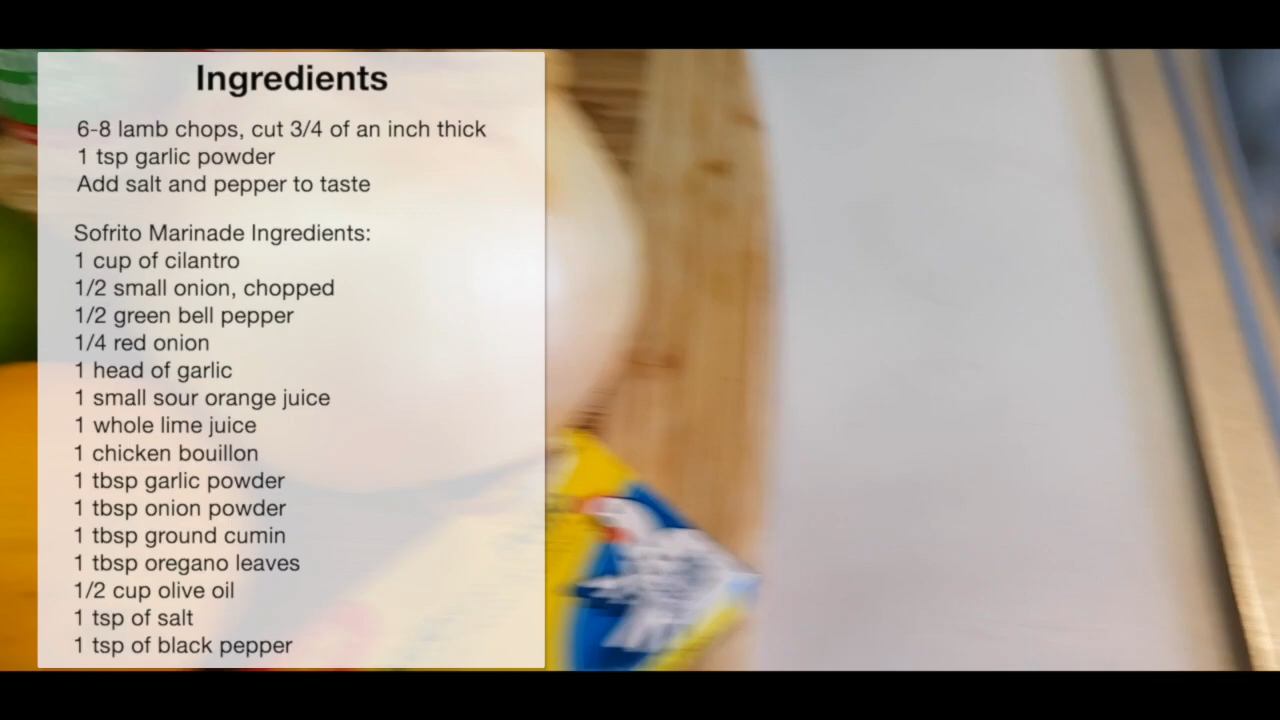 Ingredients
6-8 lamb chops, cut 3/4 of an inch thick
1 tsp garlic powder
Add salt and pepper to taste
Sofrito Marinade Ingredients:
1 cup of cilantro
1/2 small onion, chopped
1/2 green bell pepper
1/4 red onion
1 head of garlic
1 small sour orange juice
1 whole lime juice
1 chicken bouillon
1 tbsp garlic powder
1 tbsp onion powder
1 tbsp ground cumin
1 tbsp oregano leaves
1/2 cup olive oil
1 tsp of salt
1 tsp of black pepper